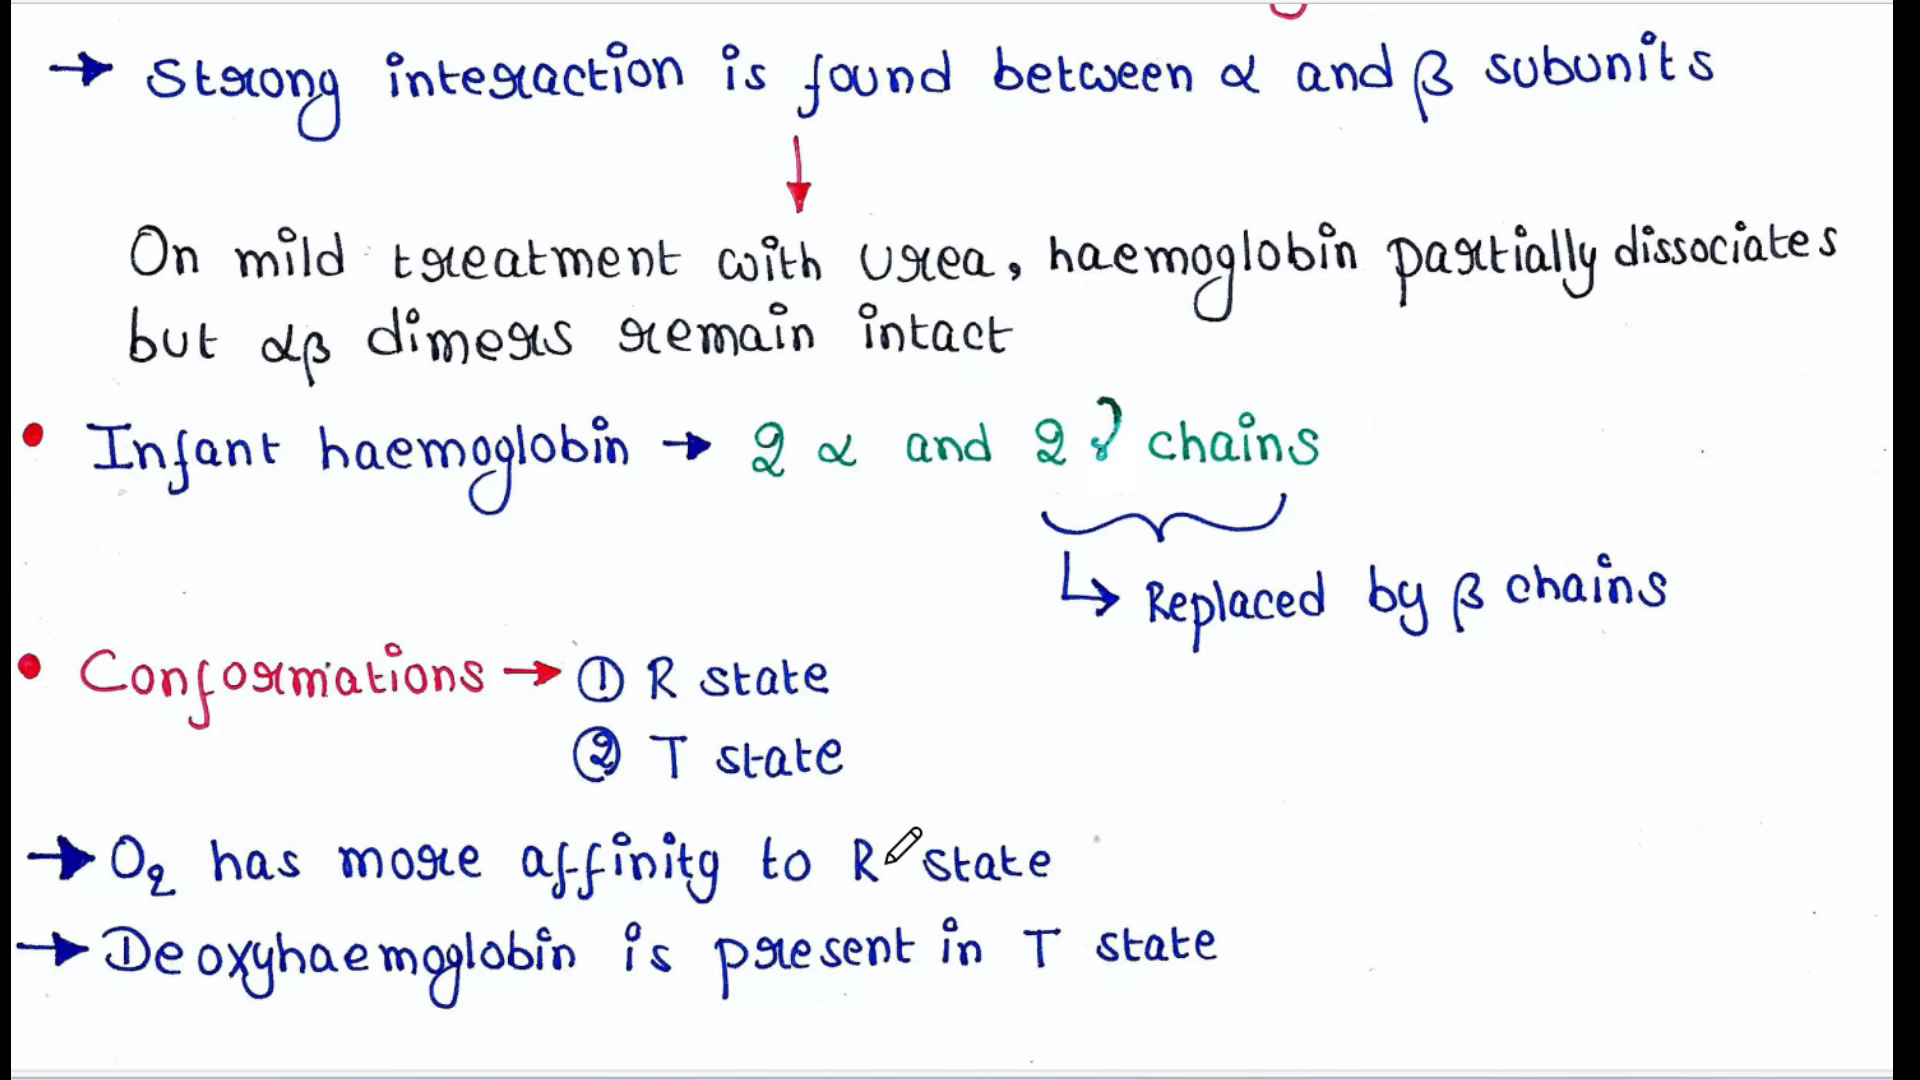 → Strong interaction is found between α and β subunits
↓
On mild treatment with urea, haemoglobin partially dissociates
but αβ dimers remain intact
• Infant haemoglobin → 2 α and 2 chains
↳ Replaced by β chains
• Conformations → ① R state
② T state
→ O₂ has more affinity to R state
→ Deoxyhaemoglobin is present in T state